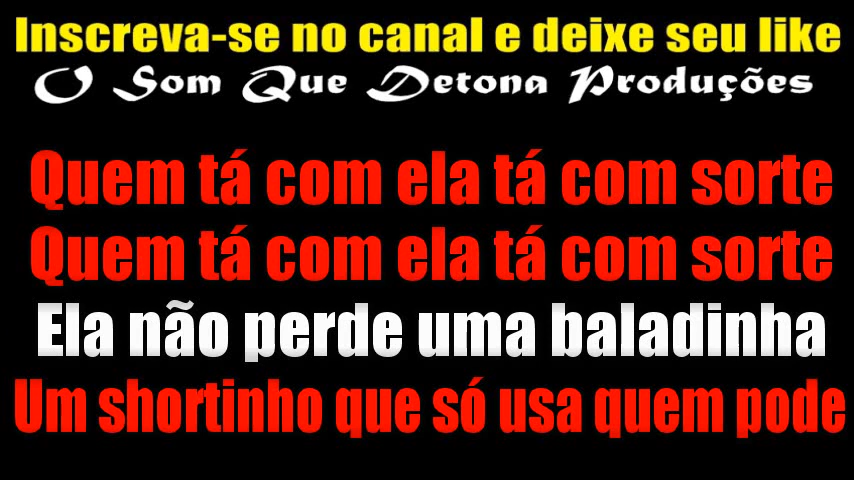 Inscreva-se no canal e deixe seu like
O Som Que Detona Produções
Quem tá com ela tá com sorte
Quem tá com ela tá com sorte
Ela não perde uma baladinha
Um shortinho que só usa quem pode